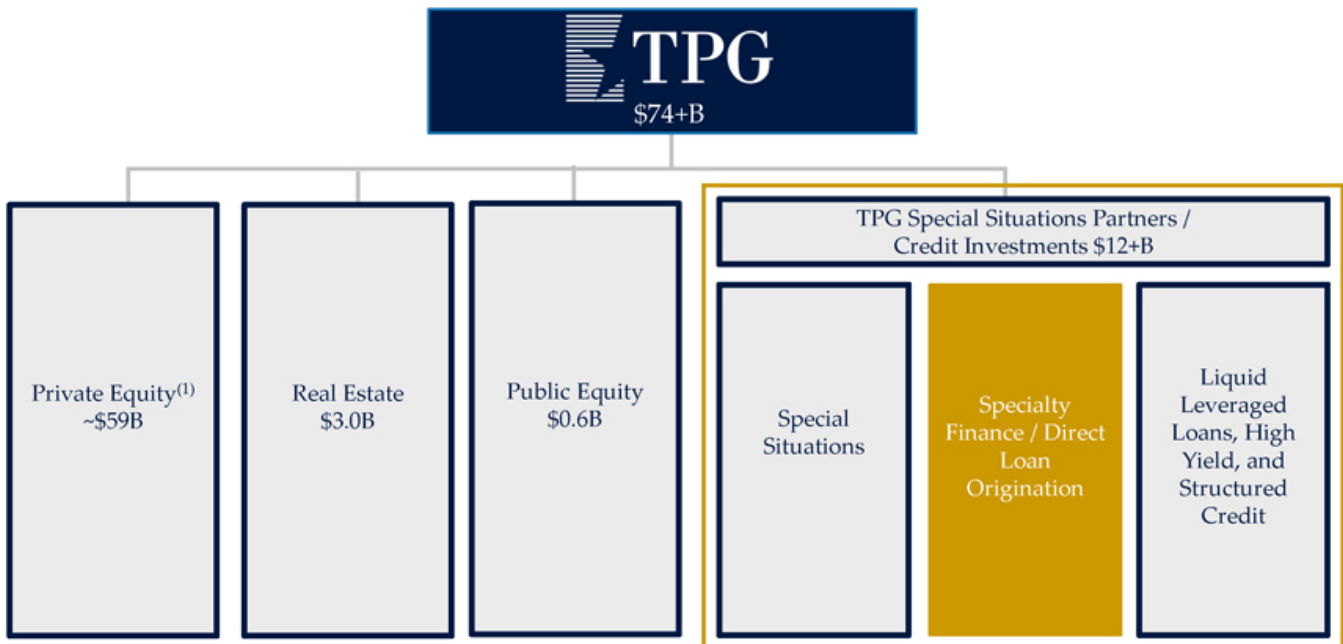 TPG
$74+B
Private Equity(1)
~$59B
Real Estate
$3.0B
Public Equity
$0.6B
TPG Special Situations Partners /
Credit Investments $12+B
Special
Situations
Specialty
Finance / Direct
Loan
Origination
Liquid
Leveraged
Loans, High
Yield, and
Structured
Credit